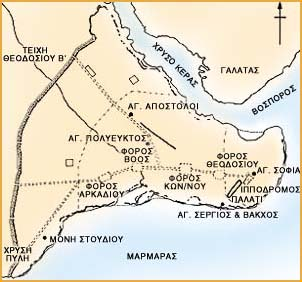 ΤΕΙΧΗ
ΘΕΟΔΟΣΙΟΥ Β'
ΧΡΥΣΟ ΚΕΡΑΣ
ΓΑΛΑΤΑΣ
ΒΟΣΠΟΡΟΣ
ΑΓ. ΑΠΟΣΤΟΛΟΙ
ΑΓ. ΠΟΛΥΕΥΚΤΟΣ
ΦΟΡΟΣ
ΒΟΟΣ
ΦΟΡΟΣ
ΘΕΟΔΟΣΙΟΥ
ΑΓ. ΣΟΦΙΑ
ΙΠΠΟΔΡΟΜΟΣ
ΠΑΛΑΤΙ
ΦΟΡΟΣ
ΑΡΚΑΔΙΟΥ
ΦΟΡΟΣ
ΚΩΝ/ΝΟΥ
ΑΓ. ΣΕΡΓΙΟΣ & ΒΑΚΧΟΣ
ΧΡΥΣΗ
ΠΥΛΗ
ΜΟΝΗ ΣΤΟΥΔΙΟΥ
ΜΑΡΜΑΡΑΣ